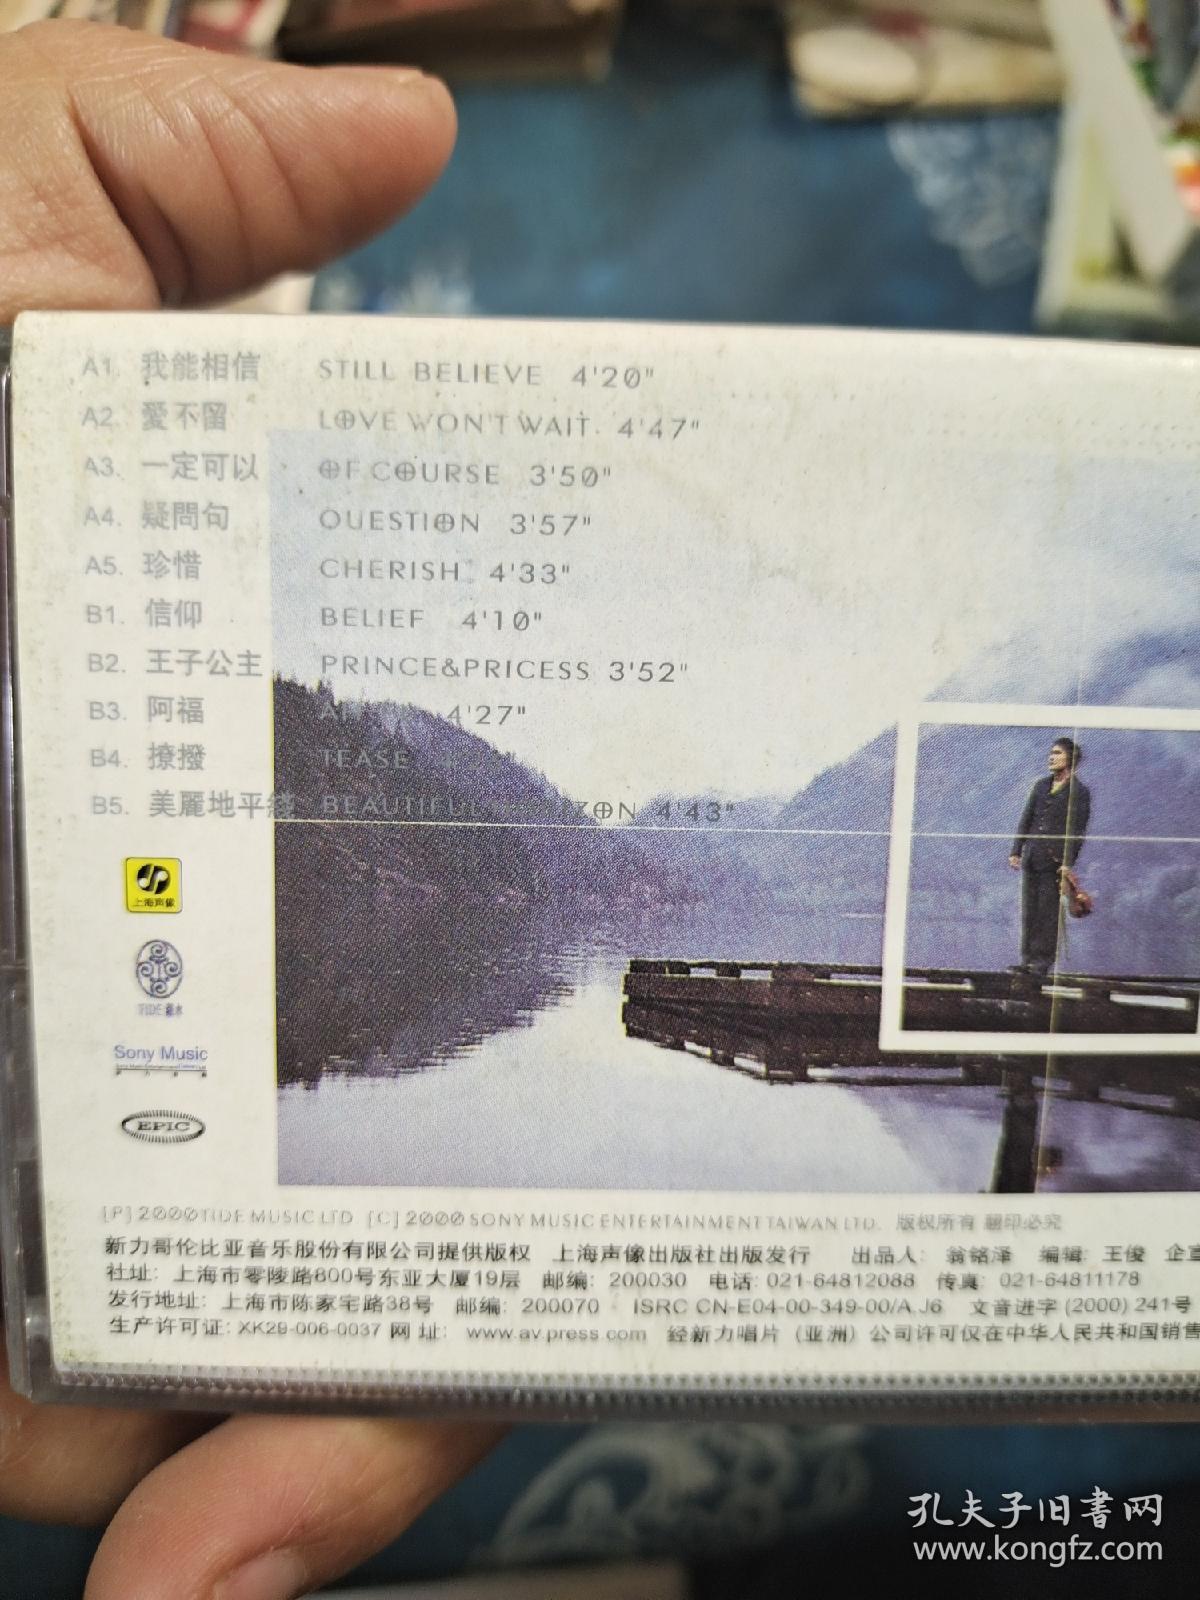 A1. 我能相信 STILL BELIEVE 4'20"
A2. 愛不留 LOVE WON'T WAIT. 4'47"
A3. 一定可以 OF COURSE 3'50"
A4. 疑問句 QUESTION 3'57"
A5. 珍惜 CHERISH 4'33"
B1. 信仰 BELIEF 4'10"
B2. 王子公主 PRINCE&PRICESS 3'52"
B3. 阿福 4'27"
B4. 撩撥 TEASE
B5. 美麗地平綫 BEAUTIFUL HORIZON 4'43"
上海声像
TIDE 潮水
Sony Music
EPIC
[P] 2000 TIDE MUSIC LTD [C] 2000 SONY MUSIC ENTERTAINMENT TAIWAN LTD. 版权所有 翻印必究
新力哥伦比亚音乐股份有限公司提供版权 上海声像出版社出版发行 出品人: 翁铭泽 编辑: 王俊 企宣
社址: 上海市零陵路800号东亚大厦19层 邮编: 200030 电话: 021-64812088 传真: 021-64811178
发行地址: 上海市陈家宅路38号 邮编: 200070 ISRC CN-E04-00-349-00/A.J6 文音进字 (2000) 241号
生产许可证: XK29-006-0037 网址: www.av.press.com 经新力唱片 (亚洲) 公司许可仅在中华人民共和国销售
孔夫子旧書网
www.kongfz.com